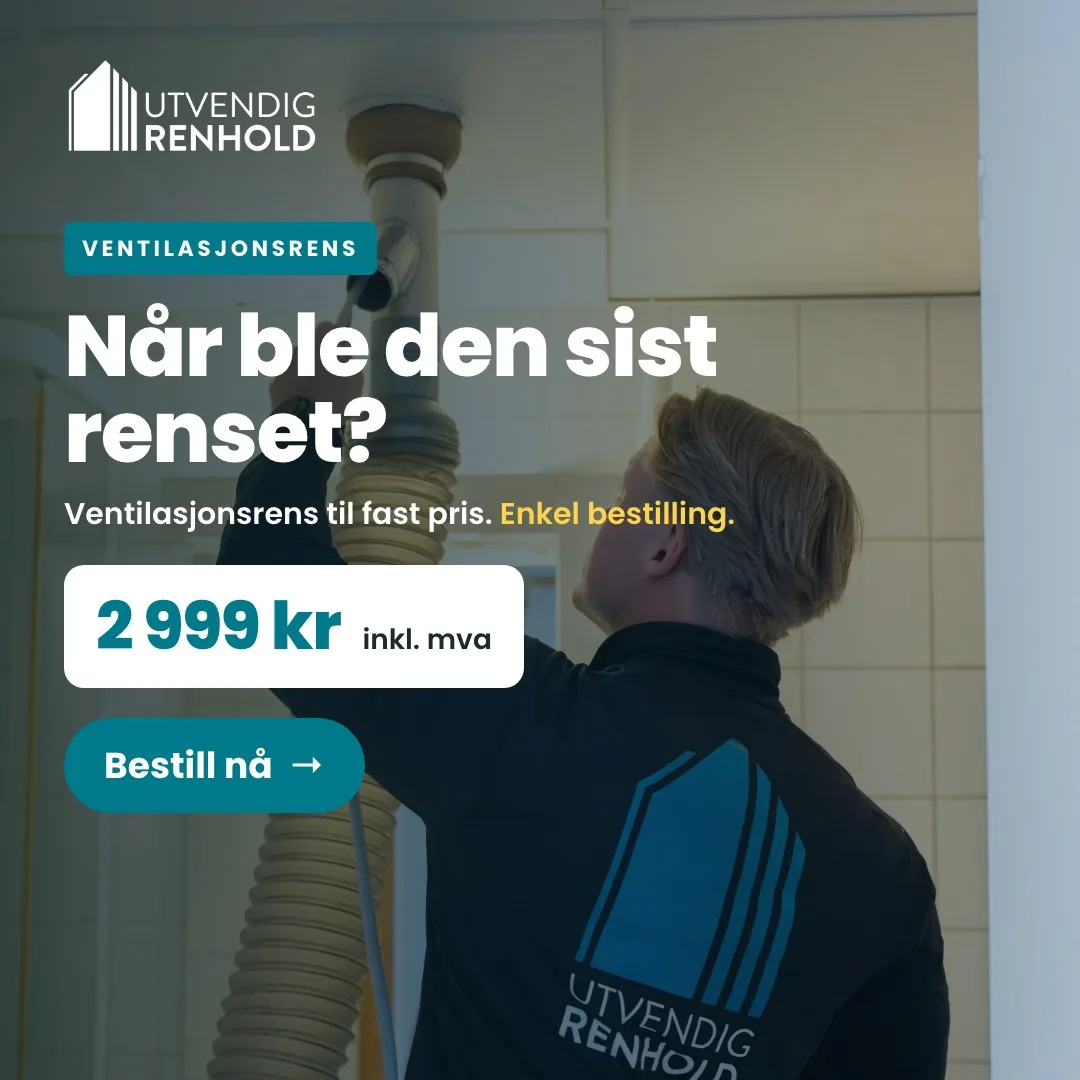 UTVENDIG
RENHOLD
VENTILASJONSRENS
Når ble den sist
renset?
Ventilasjonsrens til fast pris. Enkel bestilling.
2 999 kr inkl. mva
Bestill nå →
UTVENDIG
RENHOLD